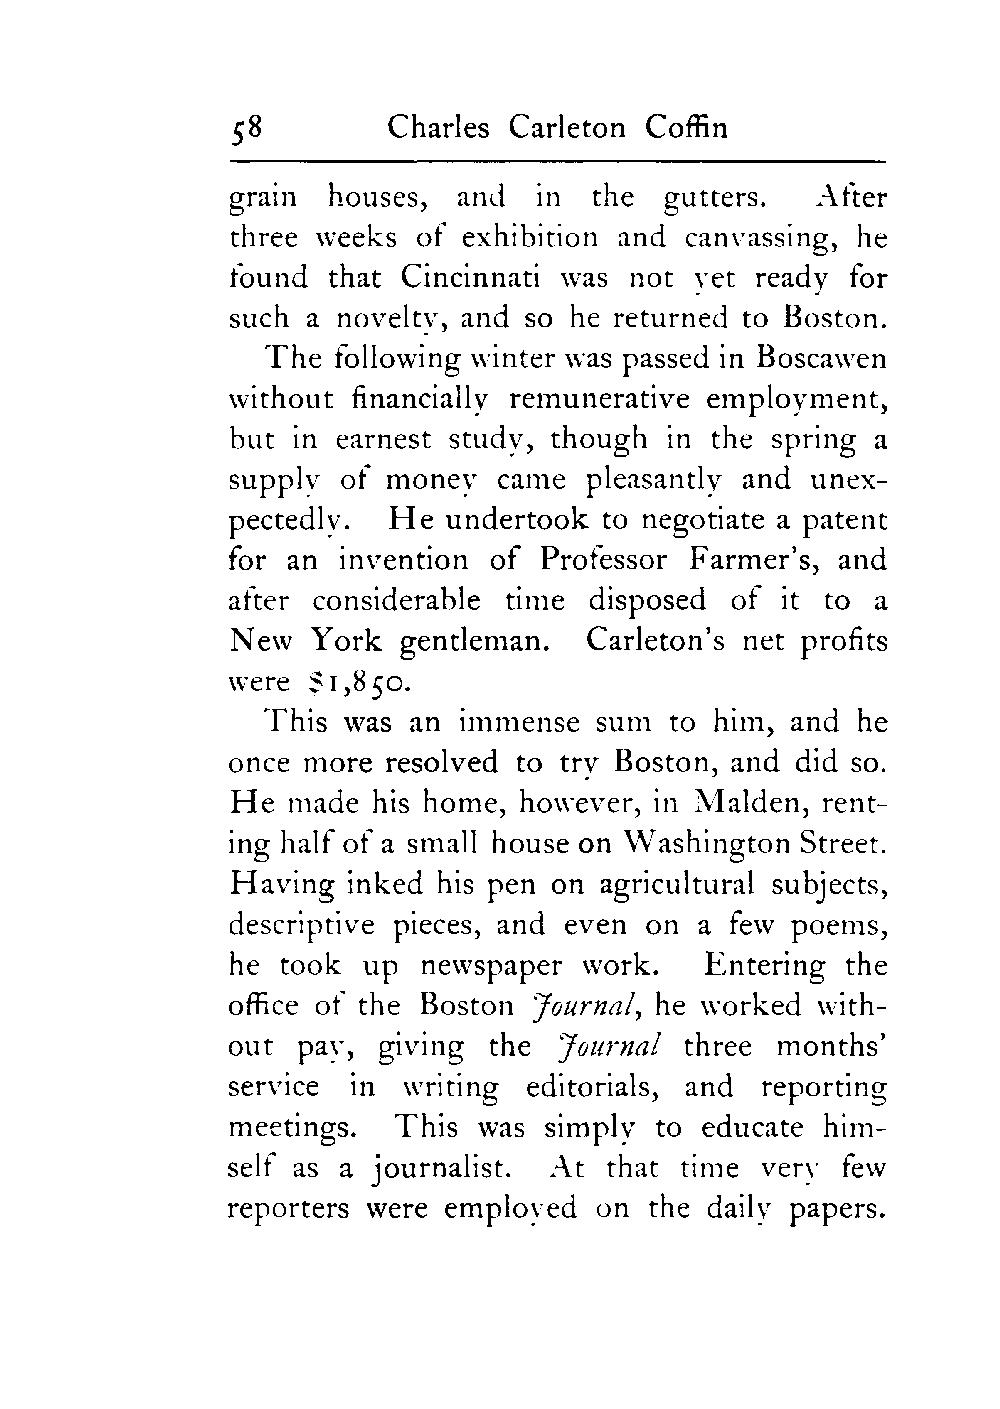 58 Charles Carleton Coffin
grain houses, and in the gutters. After
three weeks of exhibition and canvassing, he
found that Cincinnati was not yet ready for
such a novelty, and so he returned to Boston.
The following winter was passed in Boscawen
without financially remunerative employment,
but in earnest study, though in the spring a
supply of money came pleasantly and unex-
pectedly. He undertook to negotiate a patent
for an invention of Professor Farmer's, and
after considerable time disposed of it to a
New York gentleman. Carleton's net profits
were $1,850.
This was an immense sum to him, and he
once more resolved to try Boston, and did so.
He made his home, however, in Malden, rent-
ing half of a small house on Washington Street.
Having inked his pen on agricultural subjects,
descriptive pieces, and even on a few poems,
he took up newspaper work. Entering the
office of the Boston Journal, he worked with-
out pay, giving the Journal three months'
service in writing editorials, and reporting
meetings. This was simply to educate him-
self as a journalist. At that time very few
reporters were employed on the daily papers.